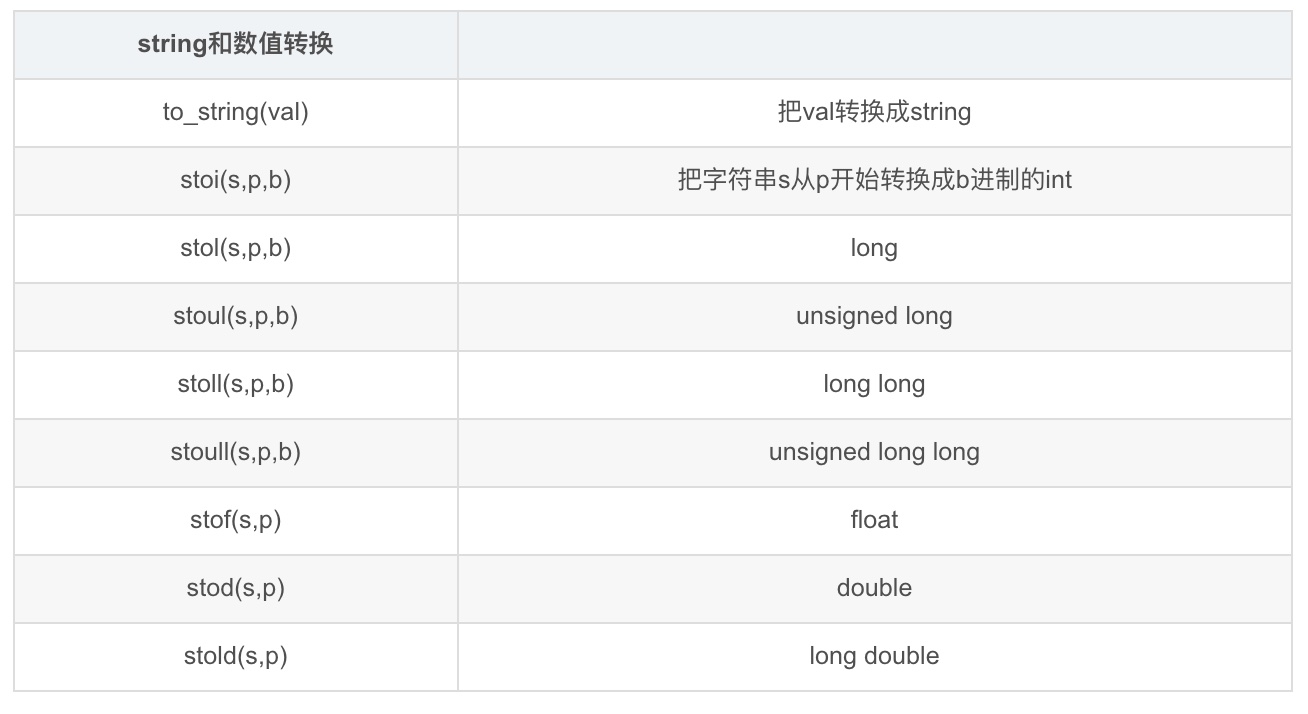 string和数值转换
to_string(val) 把val转换成string
stoi(s,p,b) 把字符串s从p开始转换成b进制的int
stol(s,p,b) long
stoul(s,p,b) unsigned long
stoll(s,p,b) long long
stoull(s,p,b) unsigned long long
stof(s,p) float
stod(s,p) double
stold(s,p) long double